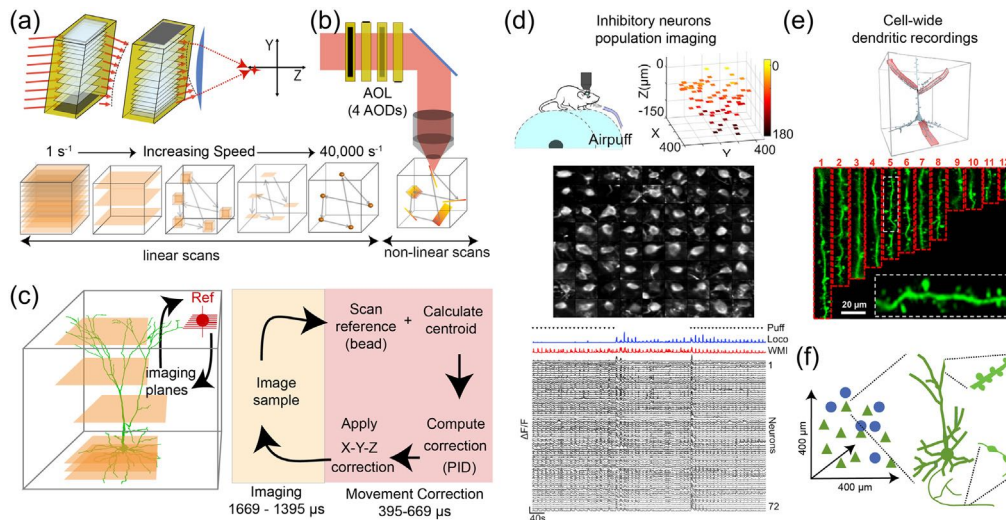 (a)
Y
Z
(b)
AOL
(4 AODs)
1 s⁻¹
Increasing Speed
40,000 s⁻¹
linear scans
non-linear scans
(c)
Ref
imaging
planes
Scan
reference
(bead)
+
Calculate
centroid
Image
sample
Apply
X-Y-Z
correction
Compute
correction
(PID)
Imaging
1669 - 1395 µs
Movement Correction
395-669 µs
(d)
Inhibitory neurons
population imaging
Airpuff
Z(µm)
0
-150
X
400
Y
400
0
180
Puff
Loco
WMI
1
Neurons
72
ΔF/F
40s
(e)
Cell-wide
dendritic recordings
1 2 3 4 5 6 7 8 9 10 11 12
20 µm
(f)
400 µm
400 µm